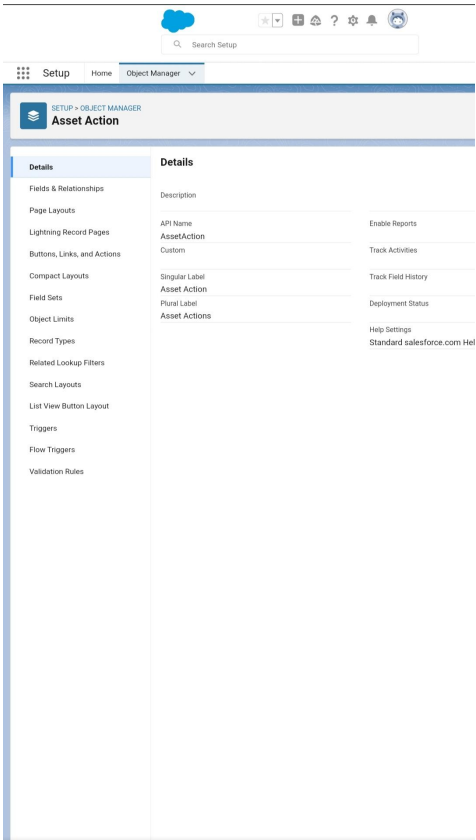 Search Setup
Setup
Home
Object Manager
SETUP > OBJECT MANAGER
Asset Action
Details
Fields & Relationships
Page Layouts
Lightning Record Pages
Buttons, Links, and Actions
Compact Layouts
Field Sets
Object Limits
Record Types
Related Lookup Filters
Search Layouts
List View Button Layout
Triggers
Flow Triggers
Validation Rules
Details
Description
API Name
AssetAction
Custom
Singular Label
Asset Action
Plural Label
Asset Actions
Enable Reports
Track Activities
Track Field History
Deployment Status
Help Settings
Standard salesforce.com Hel